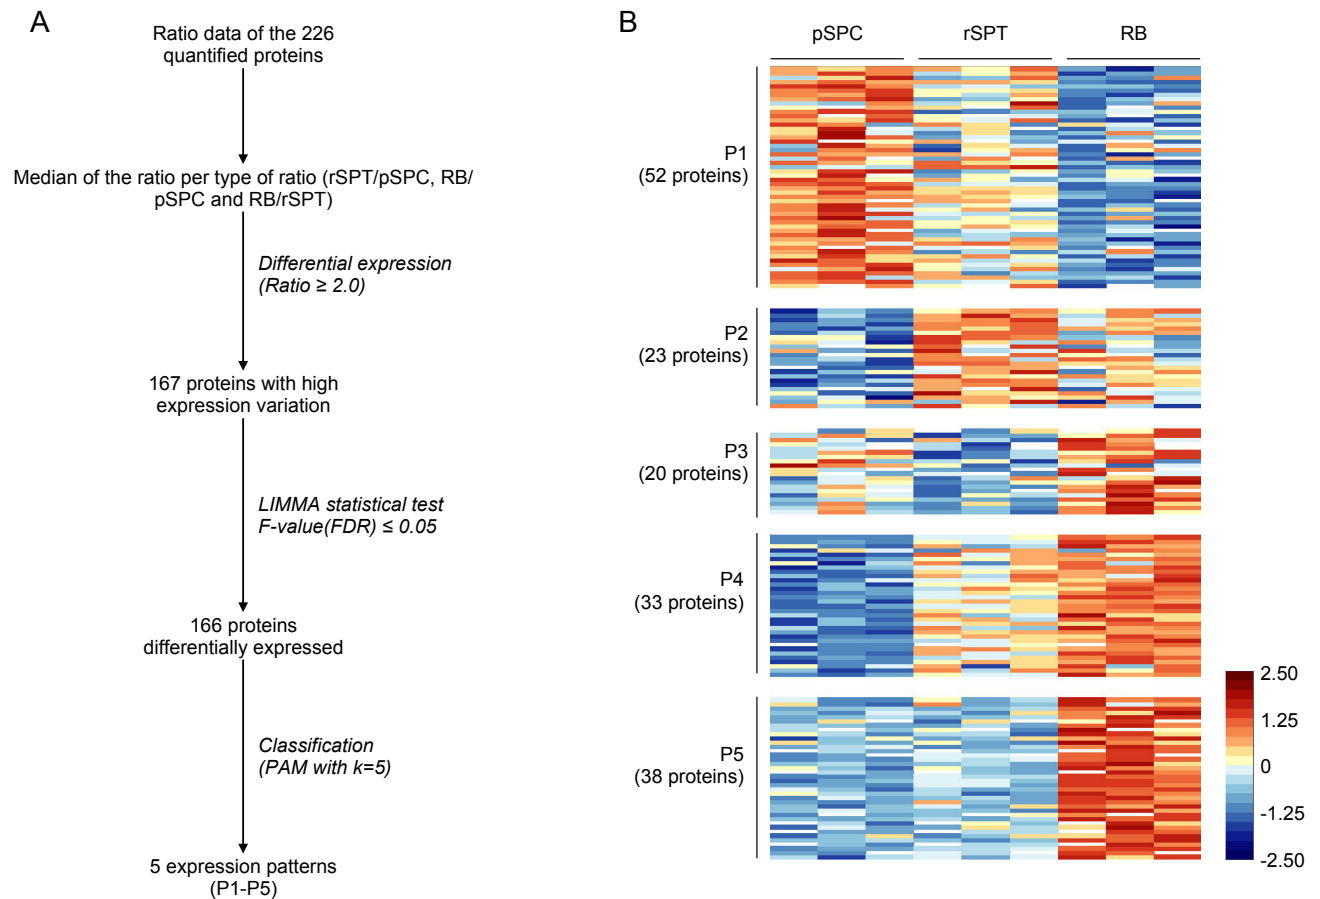 A
Ratio data of the 226
quantified proteins
Median of the ratio per type of ratio (rSPT/pSPC, RB/
pSPC and RB/rSPT)
Differential expression
(Ratio ≥ 2.0)
167 proteins with high
expression variation
LIMMA statistical test
F-value(FDR) ≤ 0.05
166 proteins
differentially expressed
Classification
(PAM with k=5)
5 expression patterns
(P1-P5)
B
pSPC rSPT RB
P1
(52 proteins)
P2
(23 proteins)
P3
(20 proteins)
P4
(33 proteins)
P5
(38 proteins)
2.50
1.25
0
-1.25
-2.50